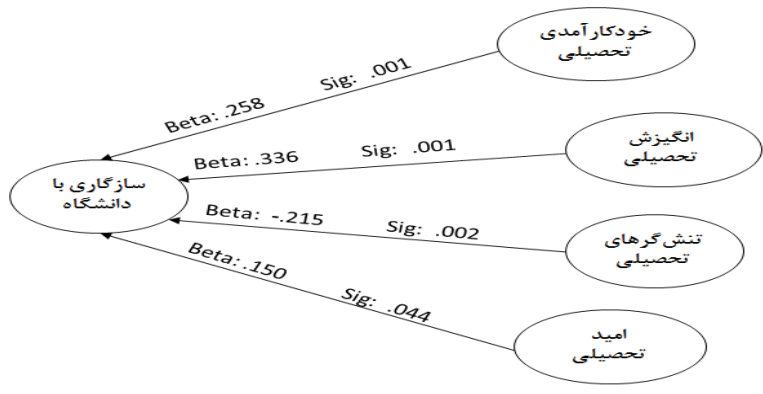 خودکارآمدی
تحصیلی
Beta: .258 Sig: .001
انگیزش
تحصیلی
Beta: .336 Sig: .001
سازگاری با
دانشگاه
Beta: -.215 Sig: .002
تنش‌گرهای
تحصیلی
Beta: .150 Sig: .044
امید
تحصیلی